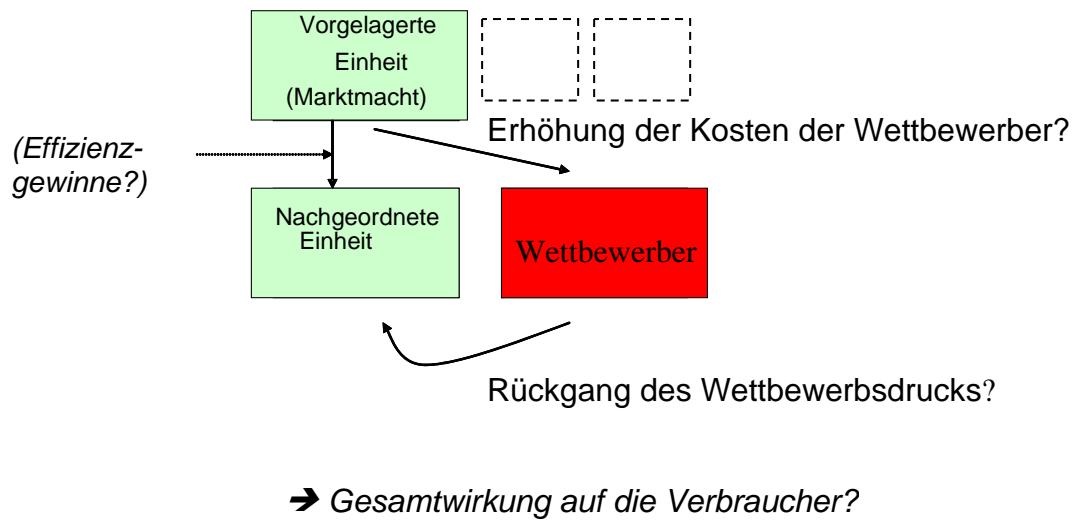 Vorgelagerte
Einheit
(Marktmacht)
Erhöhung der Kosten der Wettbewerber?
(Effizienz-
gewinne?)
Nachgeordnete
Einheit
Wettbewerber
Rückgang des Wettbewerbsdrucks?
➔ Gesamtwirkung auf die Verbraucher?